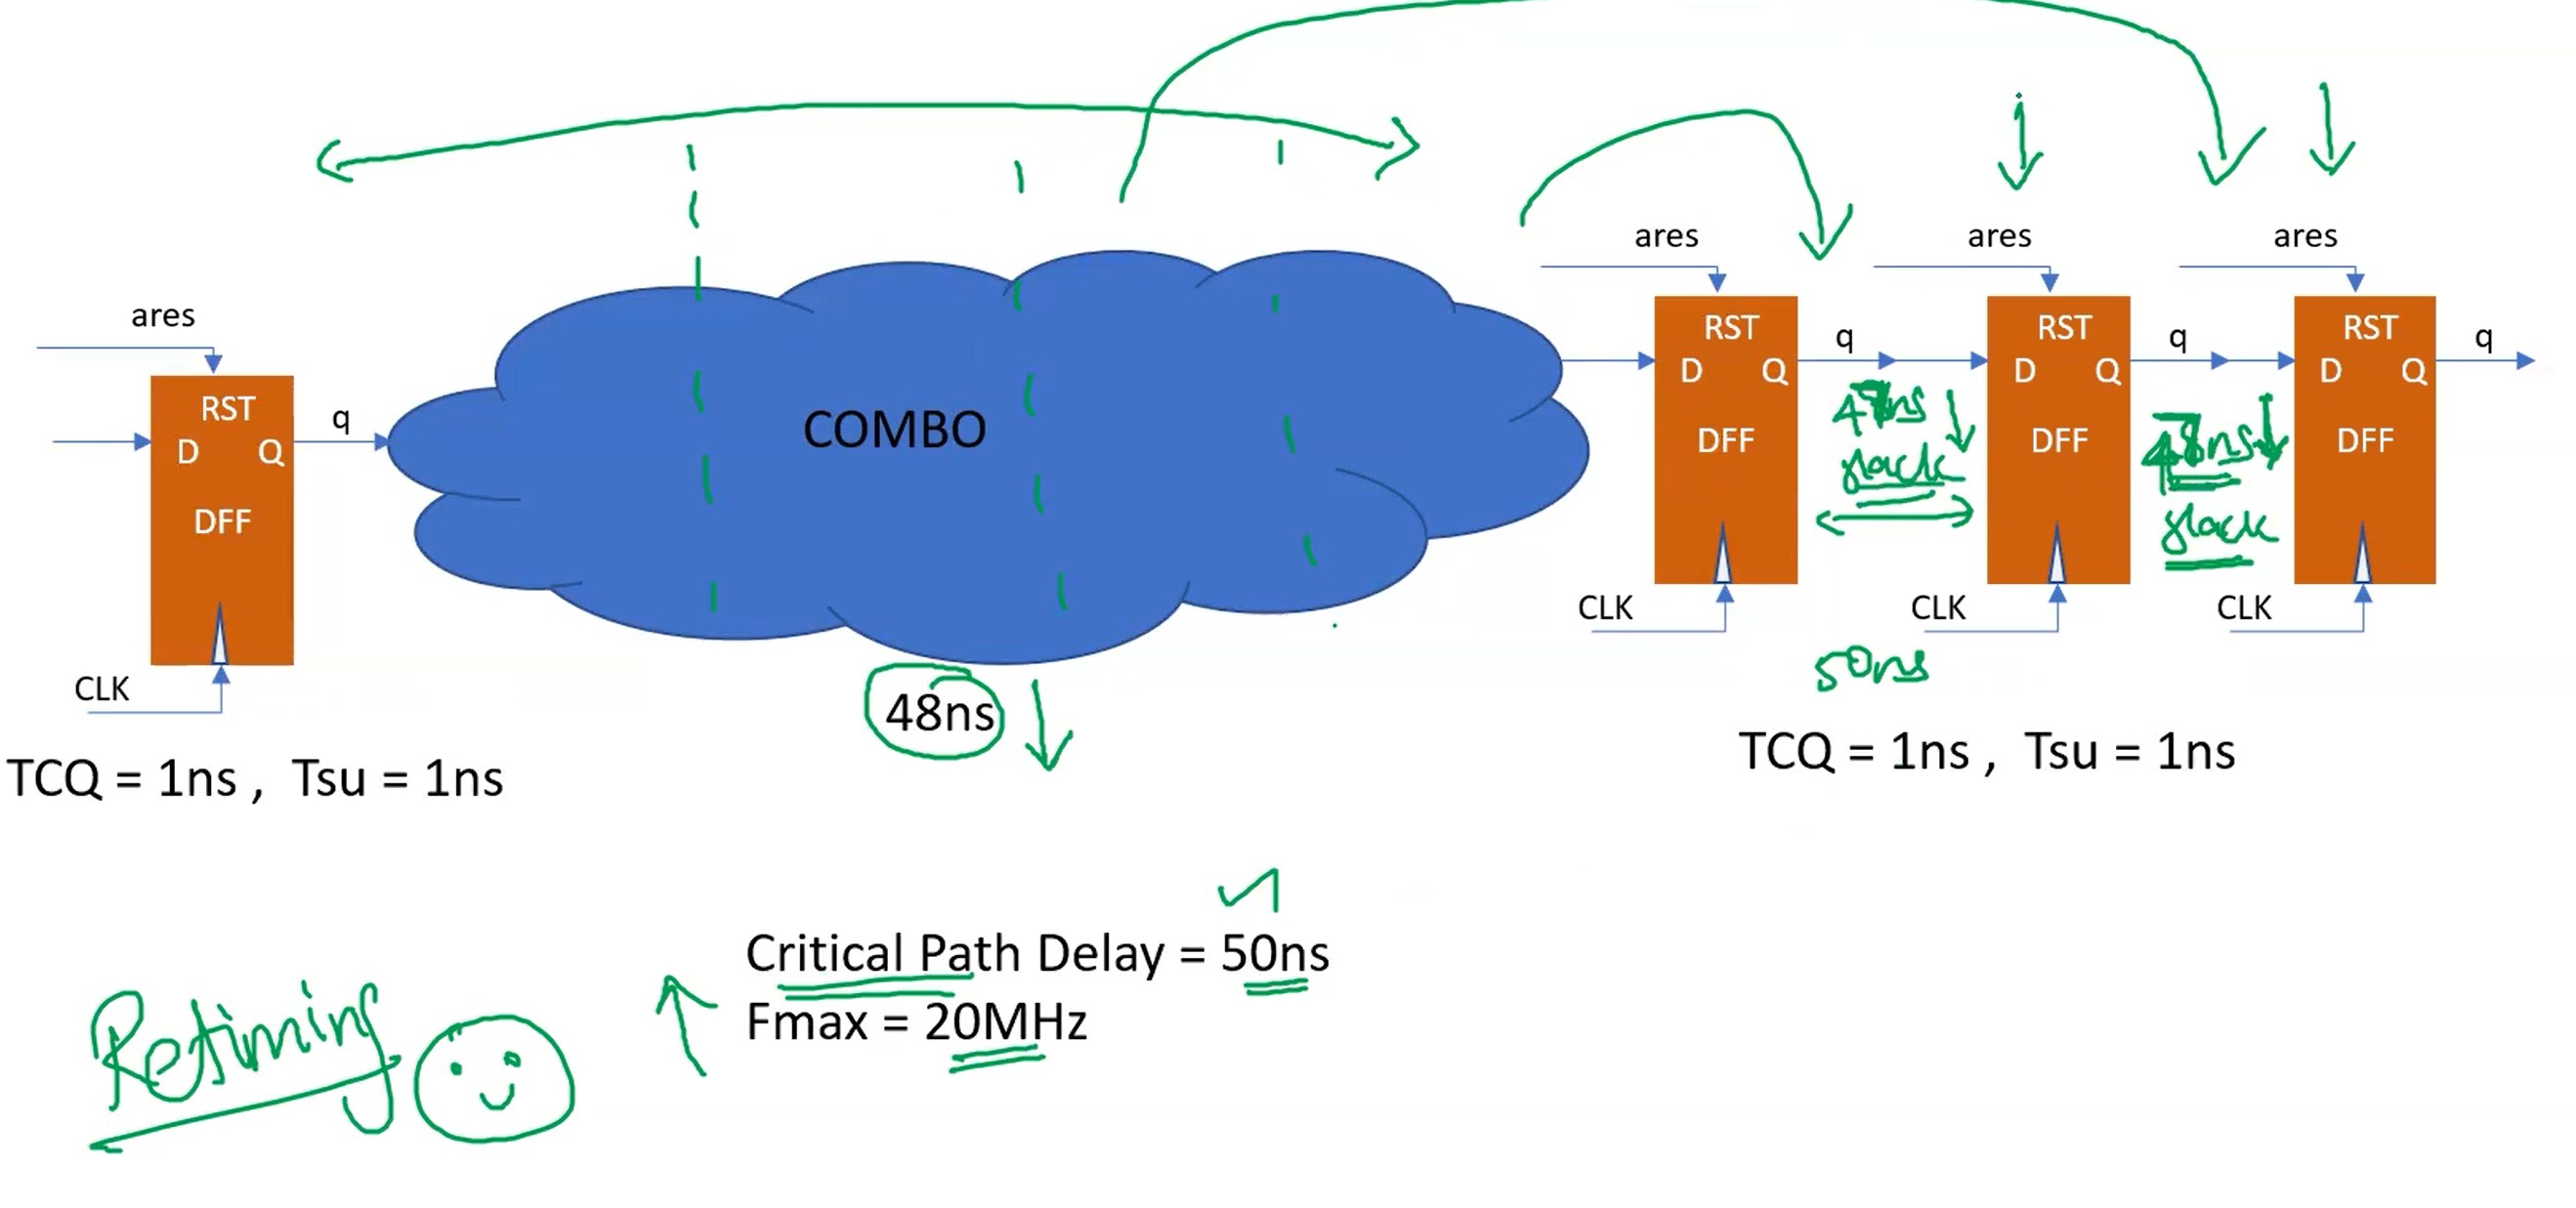 ares
RST
D Q
DFF
CLK
q
TCQ = 1ns , Tsu = 1ns
COMBO
48ns
ares
RST
D Q
DFF
CLK
q
ares
RST
D Q
DFF
CLK
q
ares
RST
D Q
DFF
CLK
q
slack
48ns
slack
50ns
TCQ = 1ns , Tsu = 1ns
Critical Path Delay = 50ns
Fmax = 20MHz
Retiming